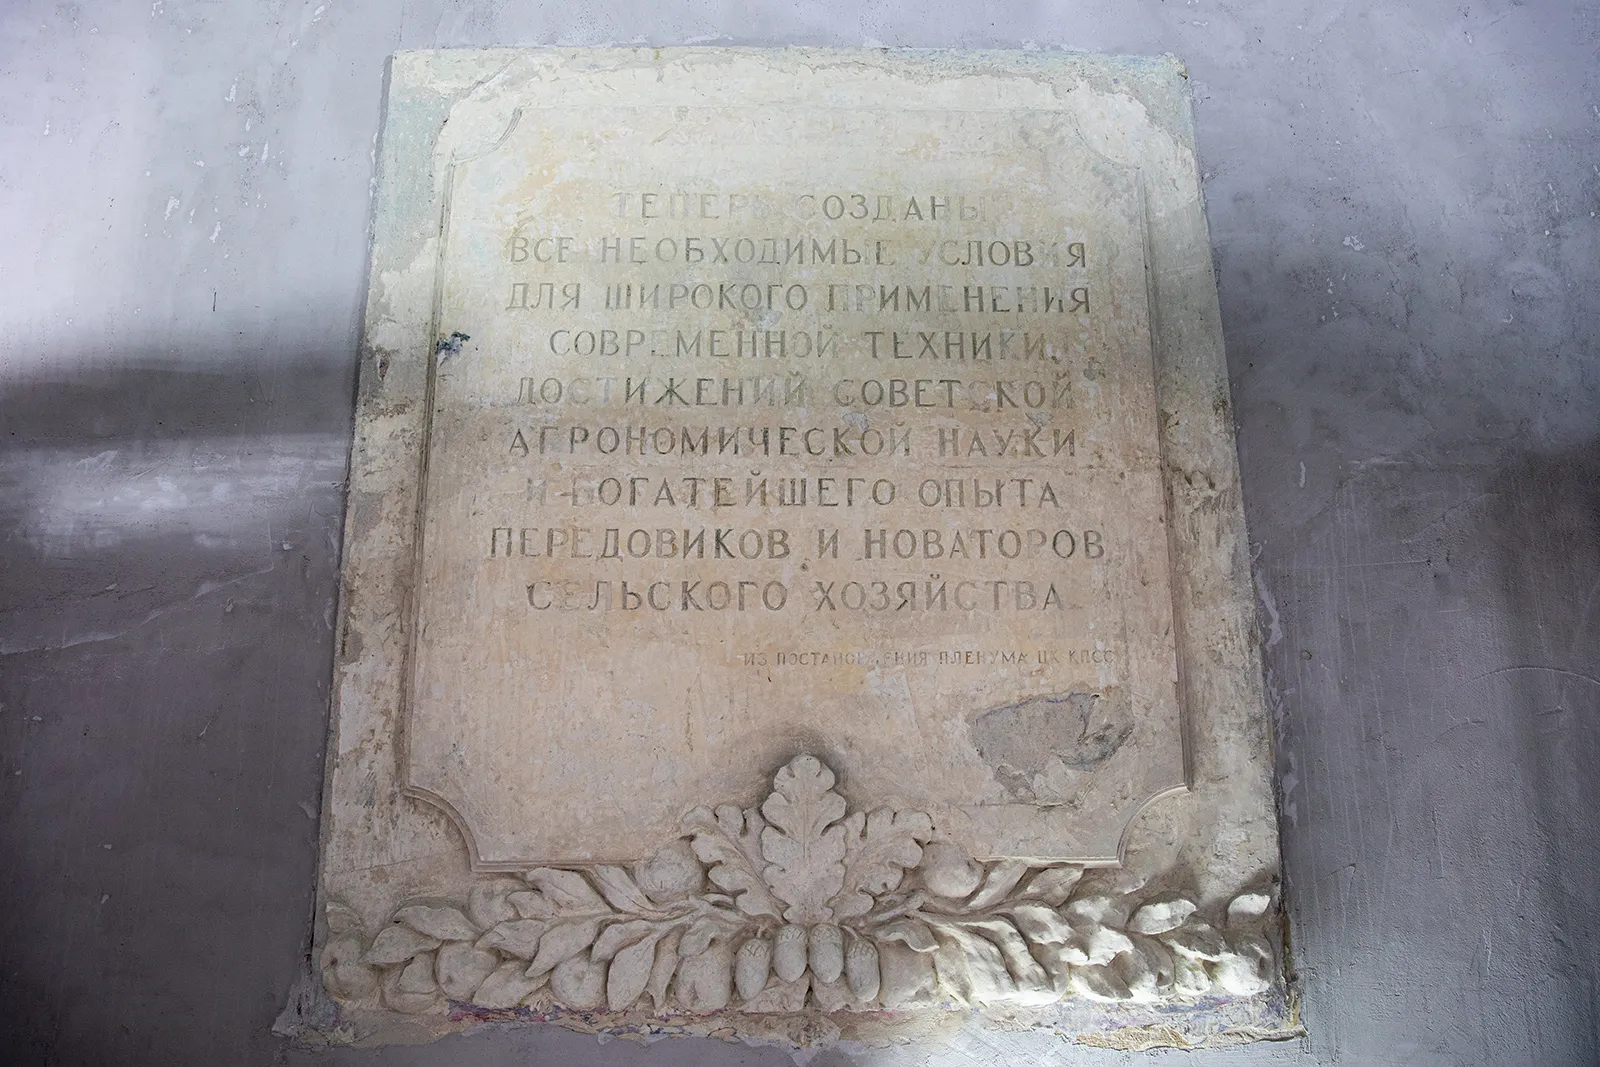 ТЕПЕРЬ СОЗДАНЫ
ВСЕ НЕОБХОДИМЫЕ УСЛОВИЯ
ДЛЯ ШИРОКОГО ПРИМЕНЕНИЯ
СОВРЕМЕННОЙ ТЕХНИКИ,
ДОСТИЖЕНИЙ СОВЕТСКОЙ
АГРОНОМИЧЕСКОЙ НАУКИ
И БОГАТЕЙШЕГО ОПЫТА
ПЕРЕДОВИКОВ И НОВАТОРОВ
СЕЛЬСКОГО ХОЗЯЙСТВА
ИЗ ПОСТАНОВЛЕНИЯ ПЛЕНУМА ЦК КПСС